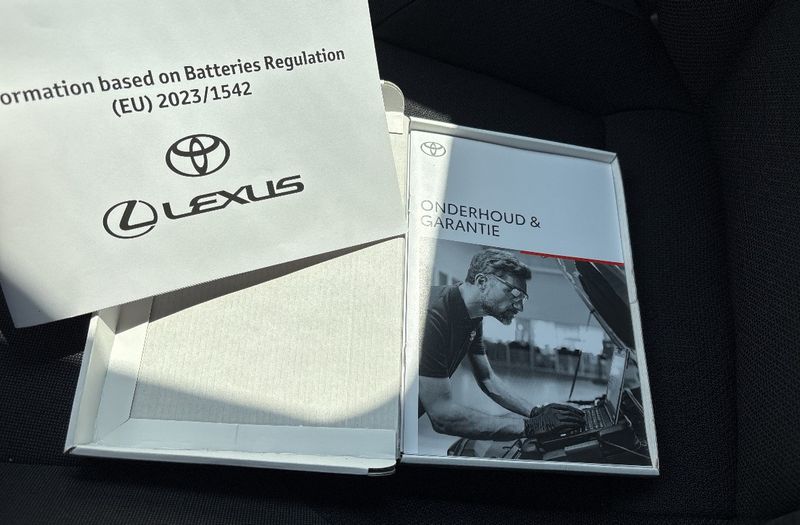 ormation based on Batteries Regulation
(EU) 2023/1542
LEXUS
ONDERHOUD &
GARANTIE